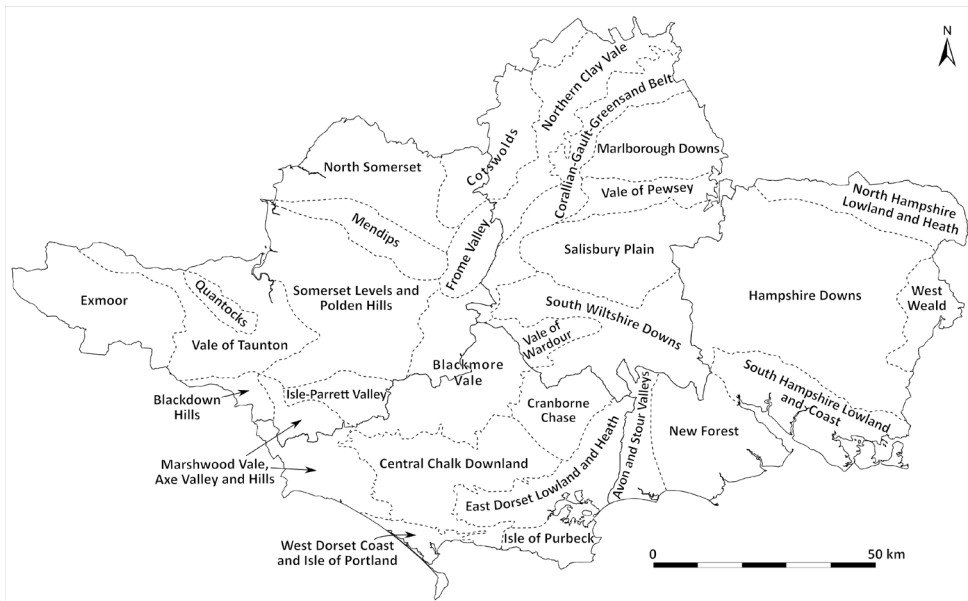 N
Northern Clay Vale
Corallian-Gault-Greensand Belt
Cotswolds
Marlborough Downs
North Somerset
Vale of Pewsey
North Hampshire
Lowland and Heath
Mendips
Frome Valley
Salisbury Plain
Exmoor
Quantocks
Somerset Levels and
Polden Hills
Hampshire Downs
West
Weald
South Wiltshire Downs
Vale of Taunton
Vale of
Wardour
Blackmore
Vale
Blackdown
Hills
Isle-Parrett Valley
Cranborne
Chase
Avon and Stour Valleys
South Hampshire Lowland
and Coast
New Forest
Marshwood Vale,
Axe Valley and Hills
Central Chalk Downland
East Dorset Lowland and Heath
West Dorset Coast
and Isle of Portland
Isle of Purbeck
0 50 km